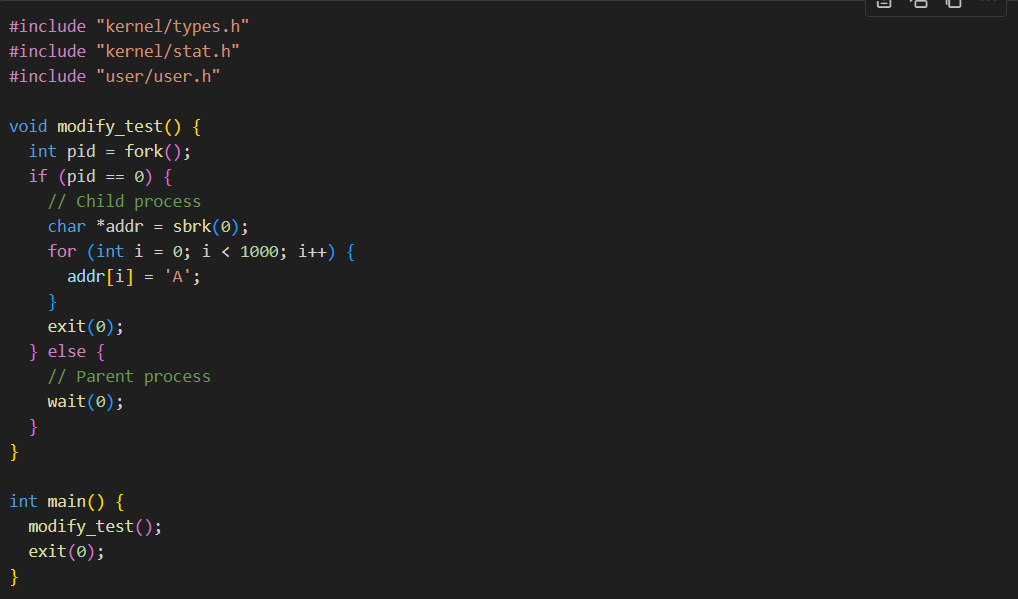 #include "kernel/types.h"
#include "kernel/stat.h"
#include "user/user.h"

void modify_test() {
  int pid = fork();
  if (pid == 0) {
    // Child process
    char *addr = sbrk(0);
    for (int i = 0; i < 1000; i++) {
      addr[i] = 'A';
    }
    exit(0);
  } else {
    // Parent process
    wait(0);
  }
}

int main() {
  modify_test();
  exit(0);
}